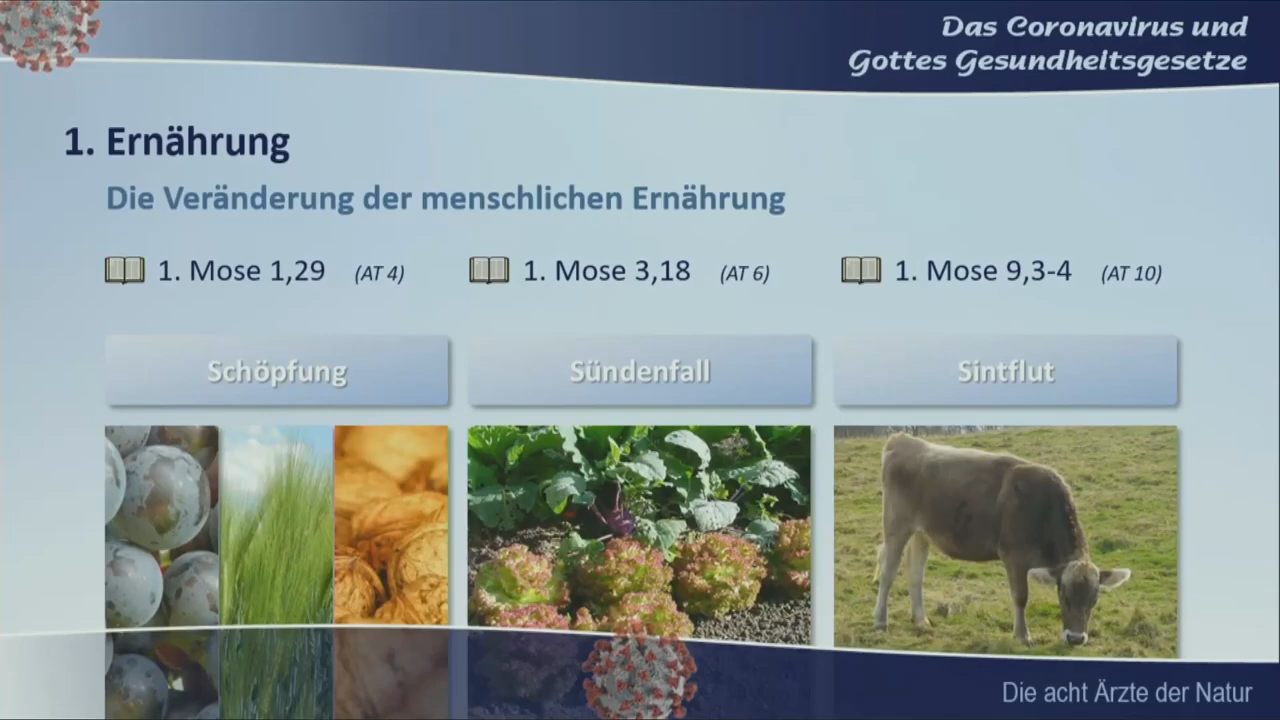 Das Coronavirus und
Gottes Gesundheitsgesetze
1. Ernährung
Die Veränderung der menschlichen Ernährung
1. Mose 1,29 (AT 4)
1. Mose 3,18 (AT 6)
1. Mose 9,3-4 (AT 10)
Schöpfung
Sündenfall
Sintflut
Die acht Ärzte der Natur